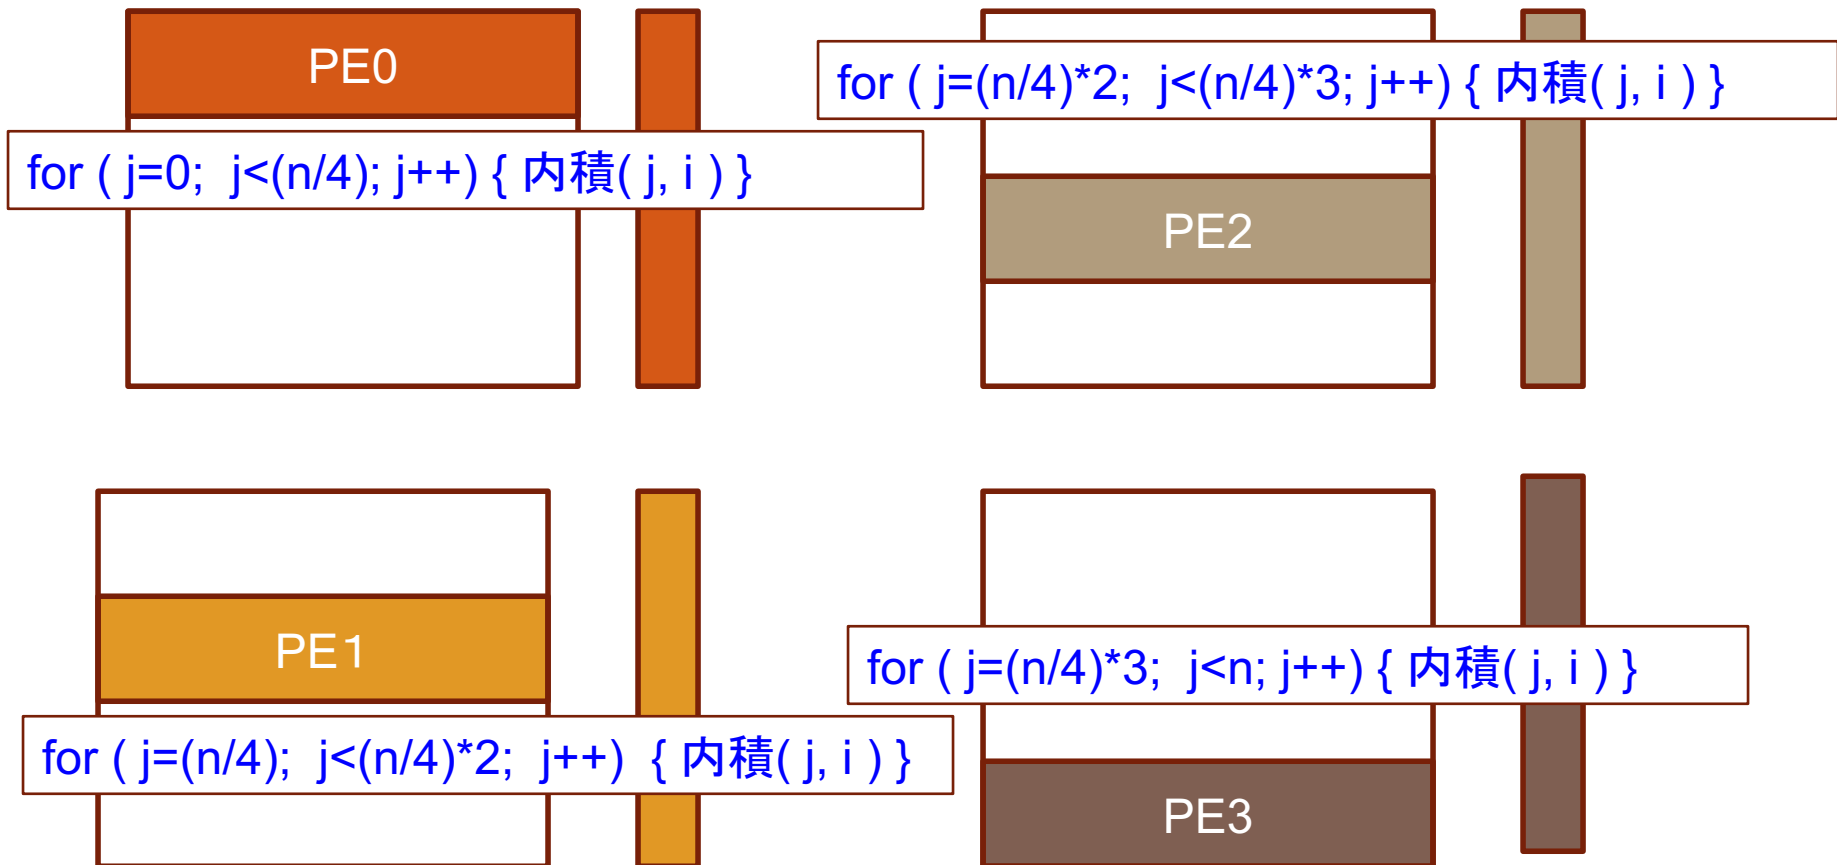 PE0
for ( j=0; j<(n/4); j++) { 内積( j, i ) }
for ( j=(n/4)*2; j<(n/4)*3; j++) { 内積( j, i ) }
PE2
PE1
for ( j=(n/4); j<(n/4)*2; j++) { 内積( j, i ) }
for ( j=(n/4)*3; j<n; j++) { 内積( j, i ) }
PE3